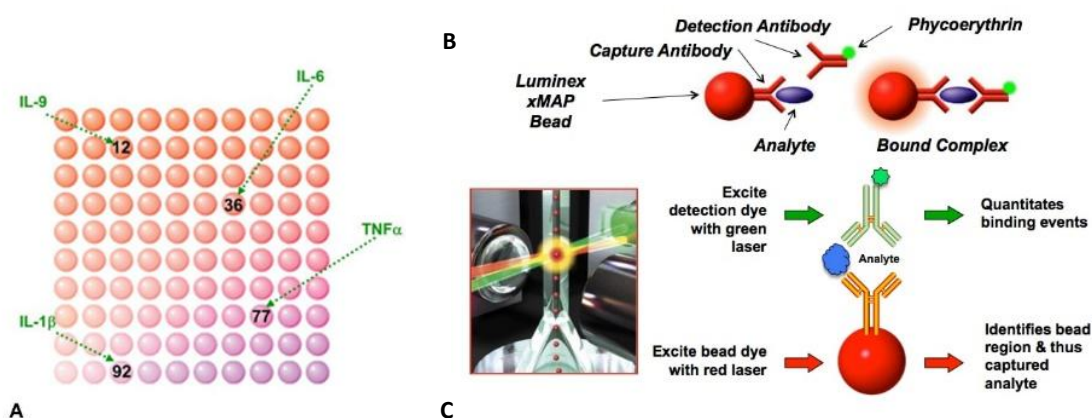 IL-9
IL-6
12
36
TNFα
77
IL-1β
92
A
B
Detection Antibody
Phycoerythrin
Capture Antibody
Luminex
xMAP
Bead
Analyte
Bound Complex
Excite
detection dye
with green
laser
Analyte
Quantitates
binding events
Excite bead dye
with red laser
Identifies bead
region & thus
captured
analyte
C